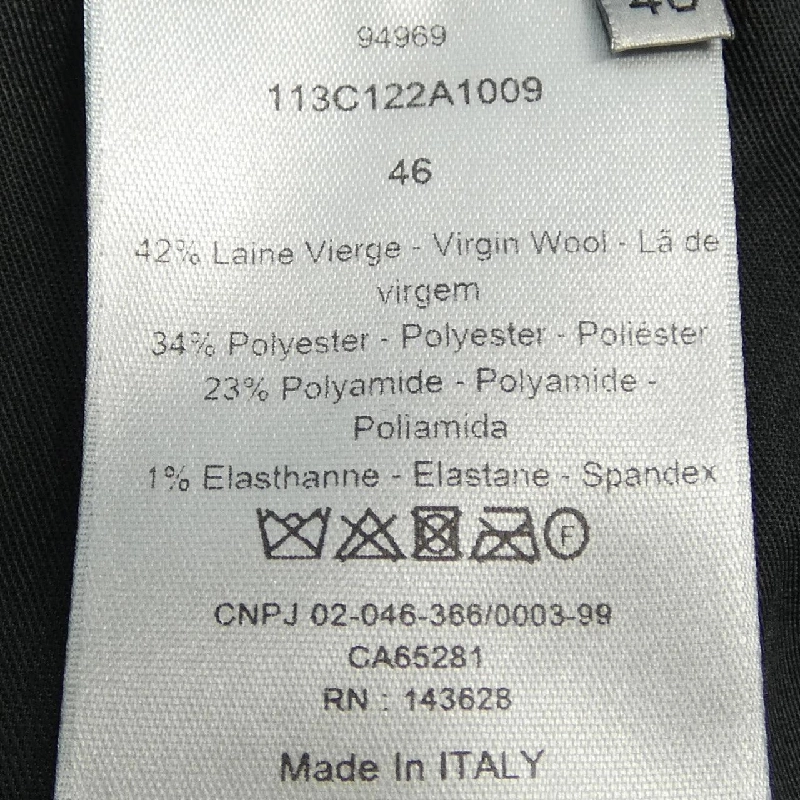 46
94969
113C122A1009
46
42% Laine Vierge - Virgin Wool - Lã de
virgem
34% Polyester - Polyester - Poliéster
23% Polyamide - Polyamide -
Poliamida
1% Elasthanne - Elastane - Spandex
F
CNPJ 02-046-366/0003-99
CA65281
RN : 143628
Made In ITALY